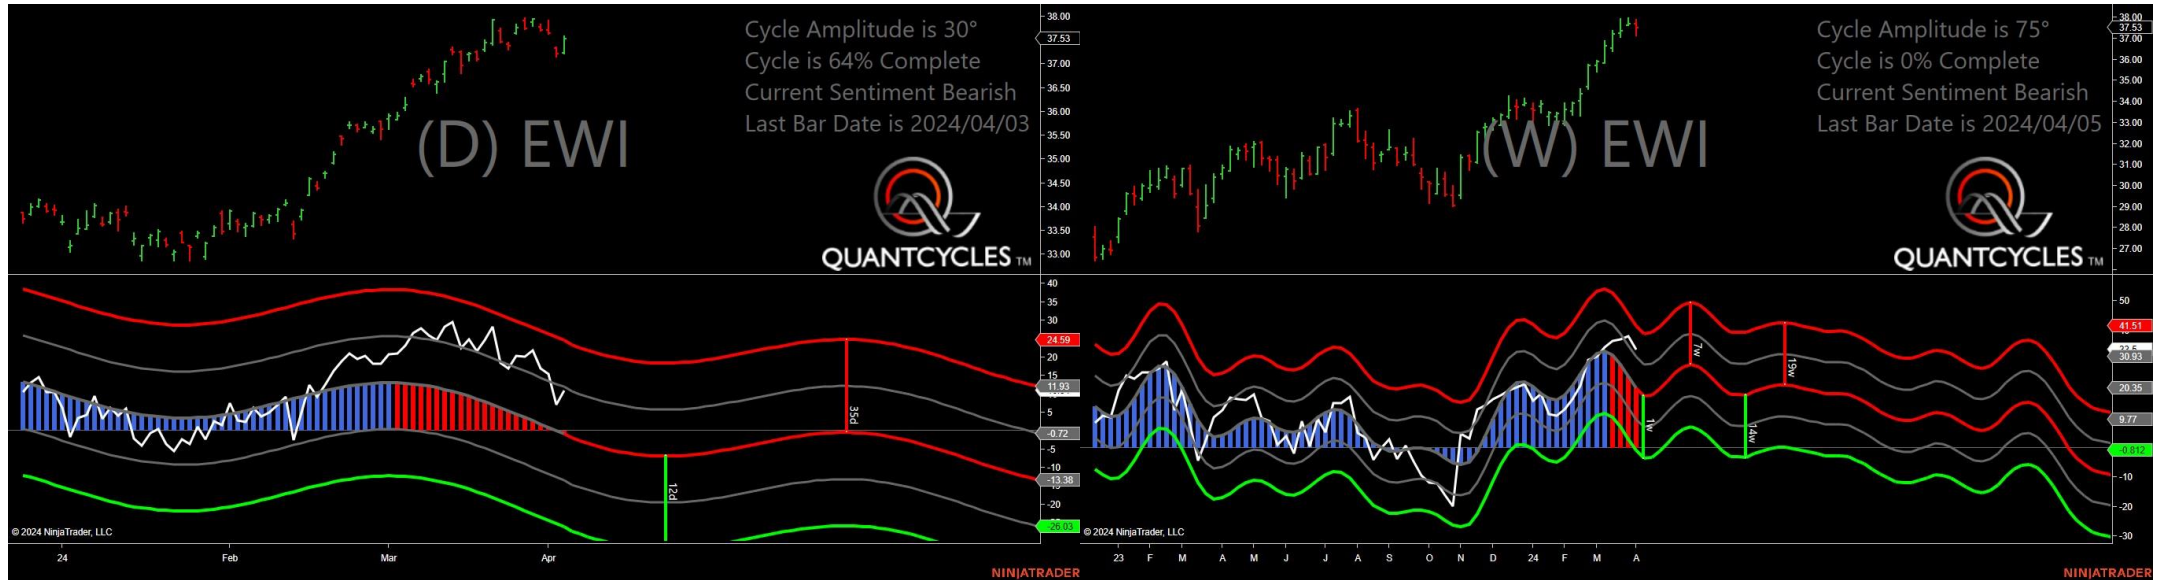 Cycle Amplitude is 30°
Cycle is 64% Complete
Current Sentiment Bearish
Last Bar Date is 2024/04/03
(D) EWI
QUANTCYCLES TM
38.00
37.53
37.00
36.50
36.00
35.50
35.00
34.50
34.00
33.50
33.00
40
35
30
24.59
20
15
11.93
5
-0.72
-5
-10
-13.38
-20
-26.03
35d
12d
© 2024 NinjaTrader, LLC
24 Feb Mar Apr
NINJATRADER
Cycle Amplitude is 75°
Cycle is 0% Complete
Current Sentiment Bearish
Last Bar Date is 2024/04/05
(W) EWI
QUANTCYCLES TM
38.00
37.53
37.00
36.00
35.00
34.00
33.00
32.00
31.00
30.00
29.00
28.00
27.00
50
41.51
30.93
20.35
9.77
-0.812
-10
-20
-30
7w
19w
1w
14w
© 2024 NinjaTrader, LLC
23 F M A M J J A S O N D 24 F M A
NINJATRADER